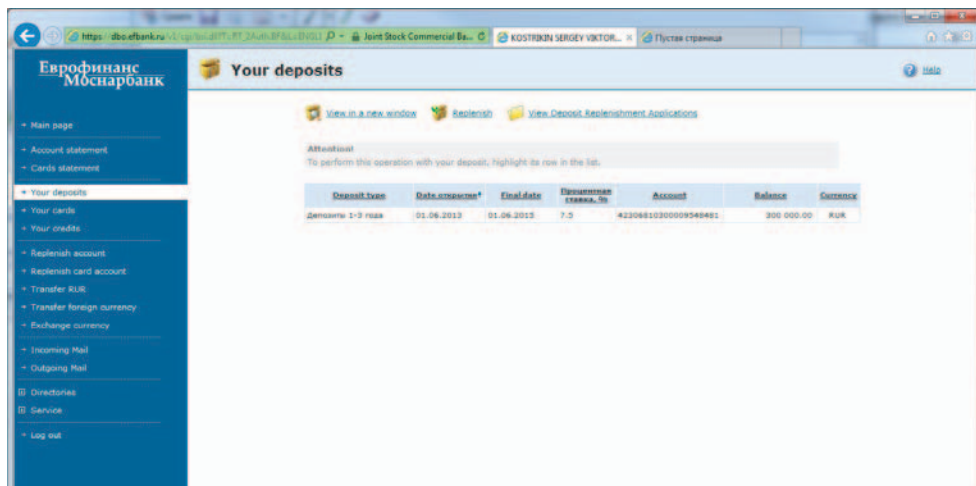 https dbo.efbank.ru
Joint Stock Commercial Ba...
KOSTRIKIN SERGEY VIKTOR...
Пустая страница
Еврофинанс
Моснарбанк
Your deposits
Help
View in a new window
Replenish
View Deposit Replenishment Applications
Main page
Account statement
Cards statement
Your deposits
Your cards
Your credits
Replenish account
Replenish card account
Transfer RUR
Transfer foreign currency
Exchange currency
Incoming Mail
Outgoing Mail
Directories
Service
Log out
Attention!
To perform this operation with your deposit, highlight its row in the list.
Deposit type Date открытия Final date Процентная ставка, % Account Balance Currency
Депозиты 1-3 года 01.06.2013 01.06.2015 7.5 300 000.00 RUR